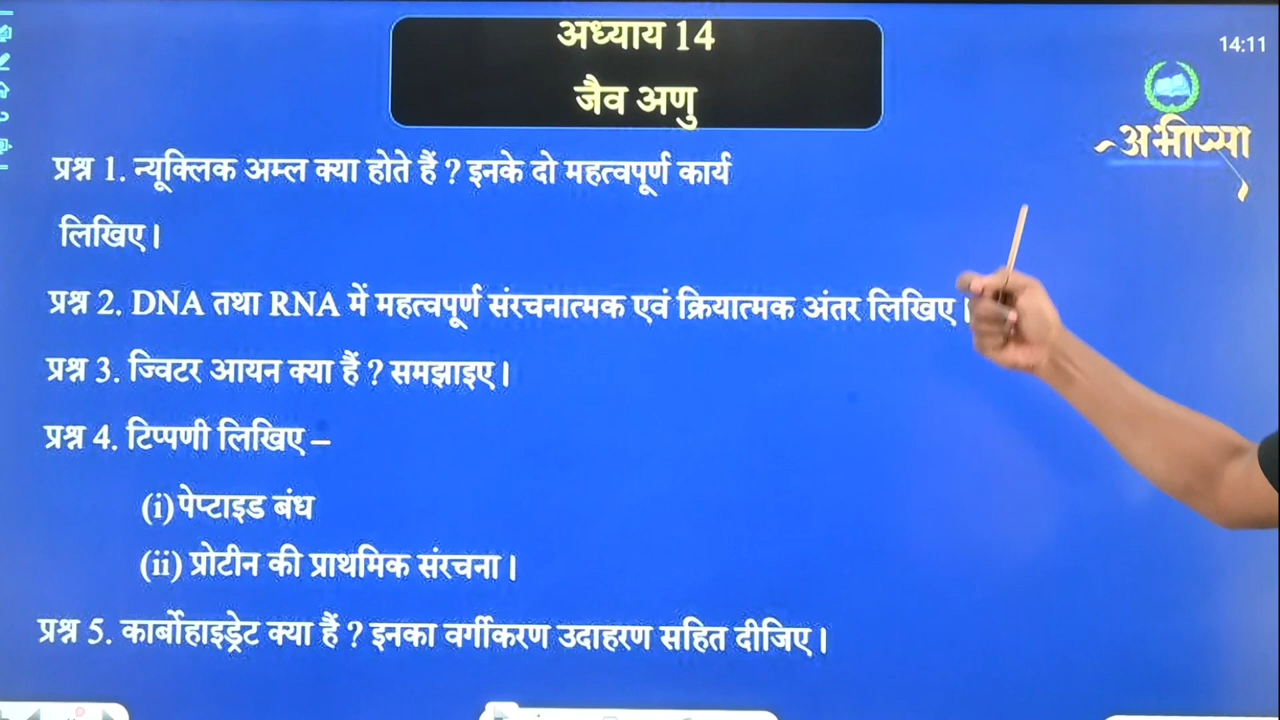 अध्याय 14
जैव अणु
14:11
अभीप्सा
प्रश्न 1. न्यूक्लिक अम्ल क्या होते हैं ? इनके दो महत्वपूर्ण कार्य
लिखिए।
प्रश्न 2. DNA तथा RNA में महत्वपूर्ण संरचनात्मक एवं क्रियात्मक अंतर लिखिए।
प्रश्न 3. ज्विटर आयन क्या हैं ? समझाइए।
प्रश्न 4. टिप्पणी लिखिए –
(i) पेप्टाइड बंध
(ii) प्रोटीन की प्राथमिक संरचना।
प्रश्न 5. कार्बोहाइड्रेट क्या हैं ? इनका वर्गीकरण उदाहरण सहित दीजिए।